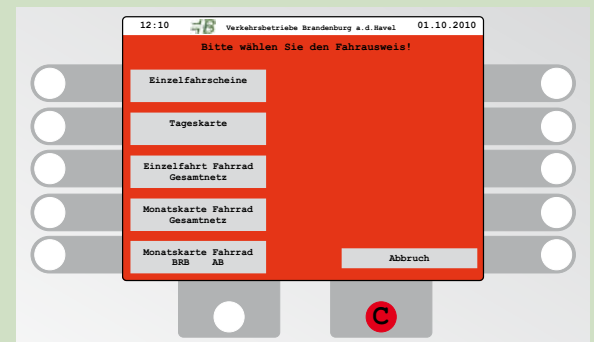 12:10 B Verkehrsbetriebe Brandenburg a.d.Havel 01.10.2010
Bitte wählen Sie den Fahrausweis!
Einzelfahrscheine
Tageskarte
Einzelfahrt Fahrrad
Gesamtnetz
Monatskarte Fahrrad
Gesamtnetz
Monatskarte Fahrrad
BRB AB
Abbruch
C